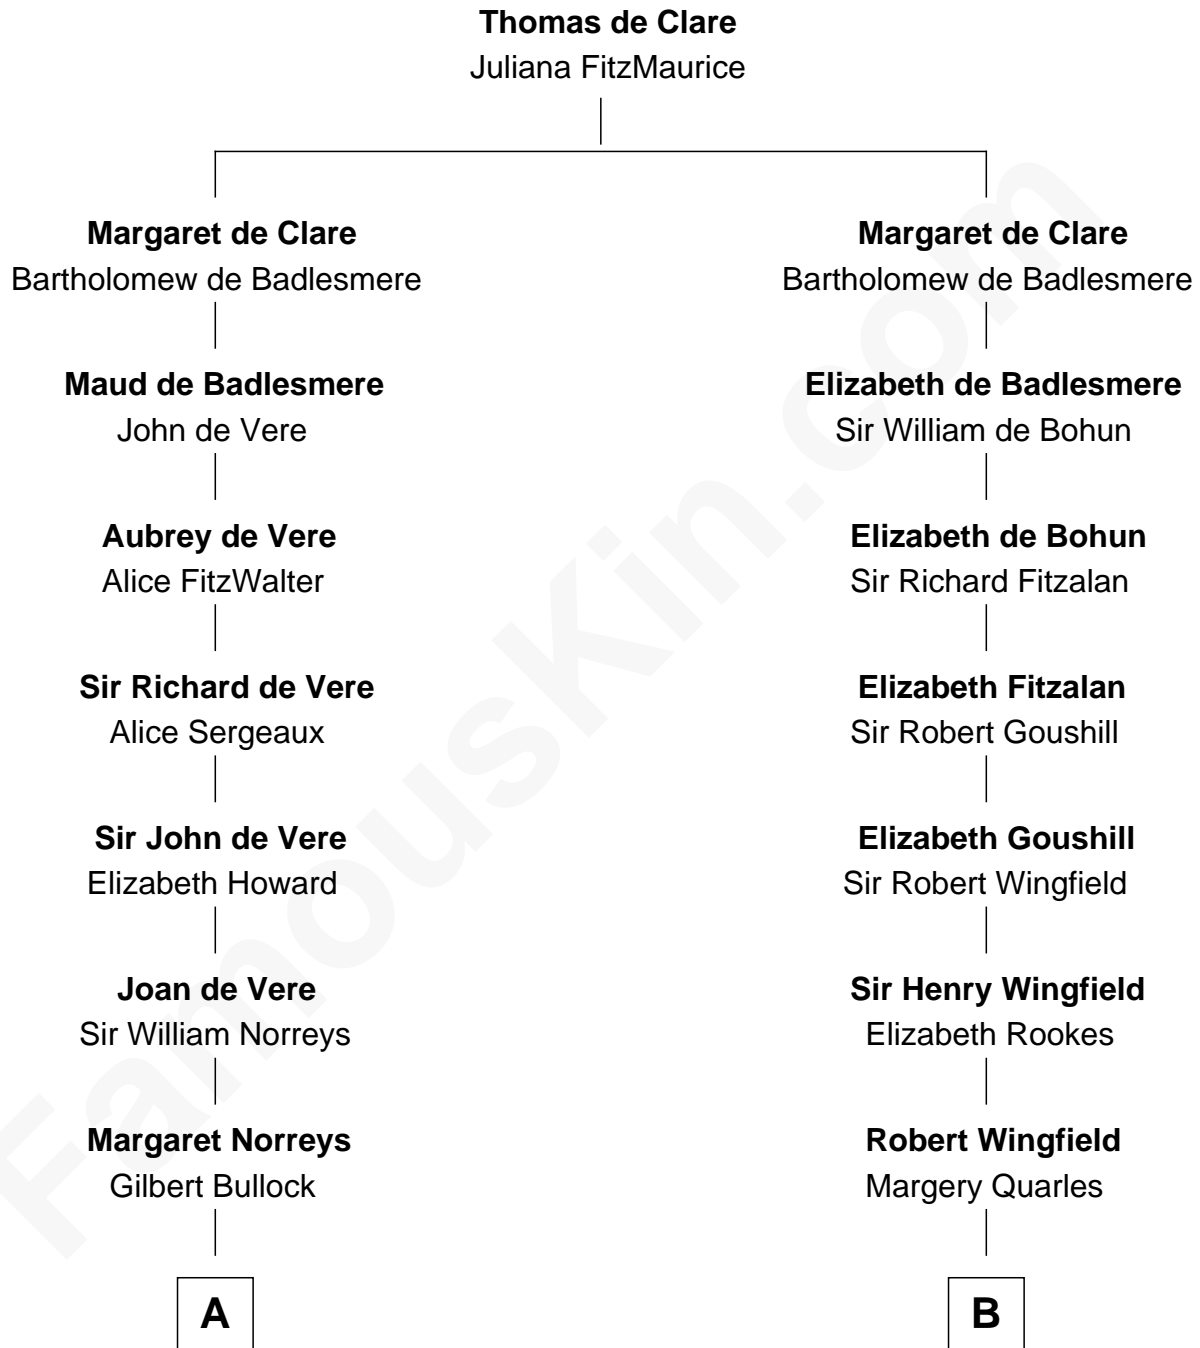 Thomas de Clare
Juliana FitzMaurice
Margaret de Clare
Bartholomew de Badlesmere
Margaret de Clare
Bartholomew de Badlesmere
Maud de Badlesmere
John de Vere
Elizabeth de Badlesmere
Sir William de Bohun
Aubrey de Vere
Alice FitzWalter
Elizabeth de Bohun
Sir Richard Fitzalan
Sir Richard de Vere
Alice Sergeaux
Elizabeth Fitzalan
Sir Robert Goushill
Sir John de Vere
Elizabeth Howard
Elizabeth Goushill
Sir Robert Wingfield
Joan de Vere
Sir William Norreys
Sir Henry Wingfield
Elizabeth Rookes
Margaret Norreys
Gilbert Bullock
Robert Wingfield
Margery Quarles
A
B
FamousKin.com